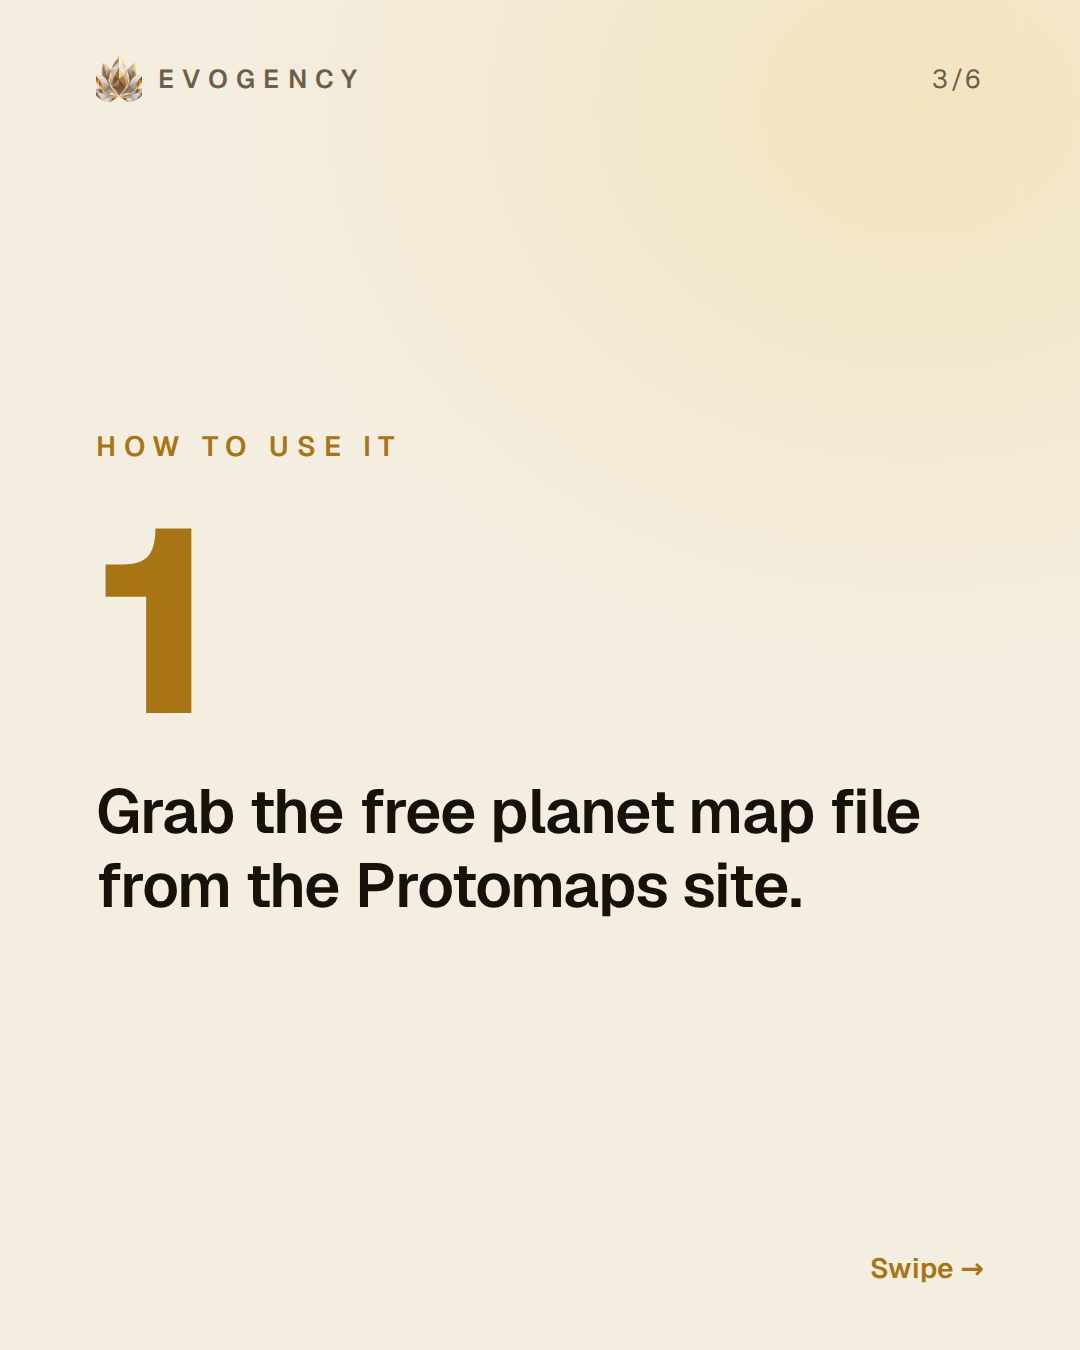 EVOGENCY
3/6
HOW TO USE IT
1
Grab the free planet map file
from the Protomaps site.
Swipe →